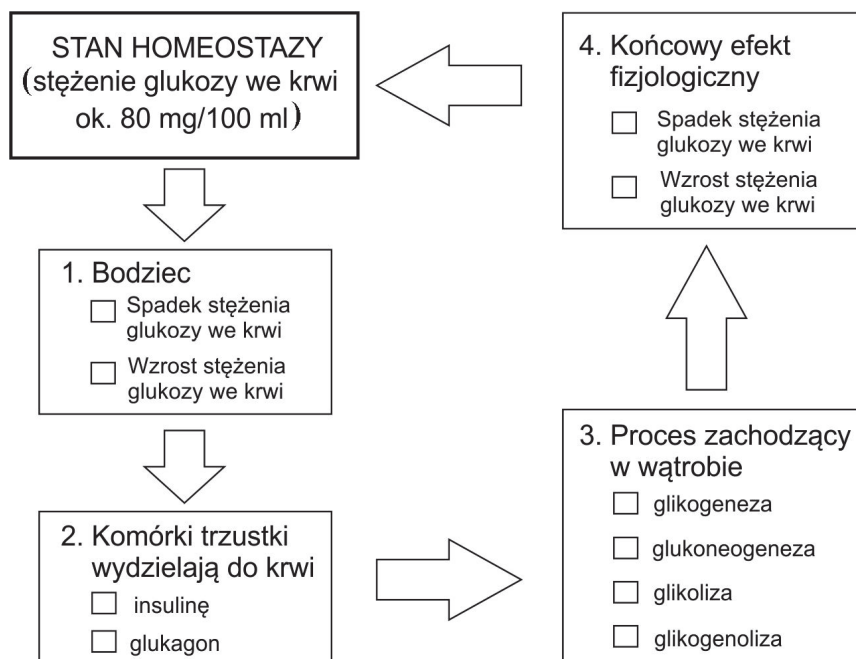 STAN HOMEOSTAZY
(stężenie glukozy we krwi
ok. 80 mg/100 ml)
1. Bodziec
Spadek stężenia
glukozy we krwi
Wzrost stężenia
glukozy we krwi
2. Komórki trzustki
wydzielają do krwi
insulinę
glukagon
3. Proces zachodzący
w wątrobie
glikogeneza
glukoneogeneza
glikoliza
glikogenoliza
4. Końcowy efekt
fizjologiczny
Spadek stężenia
glukozy we krwi
Wzrost stężenia
glukozy we krwi